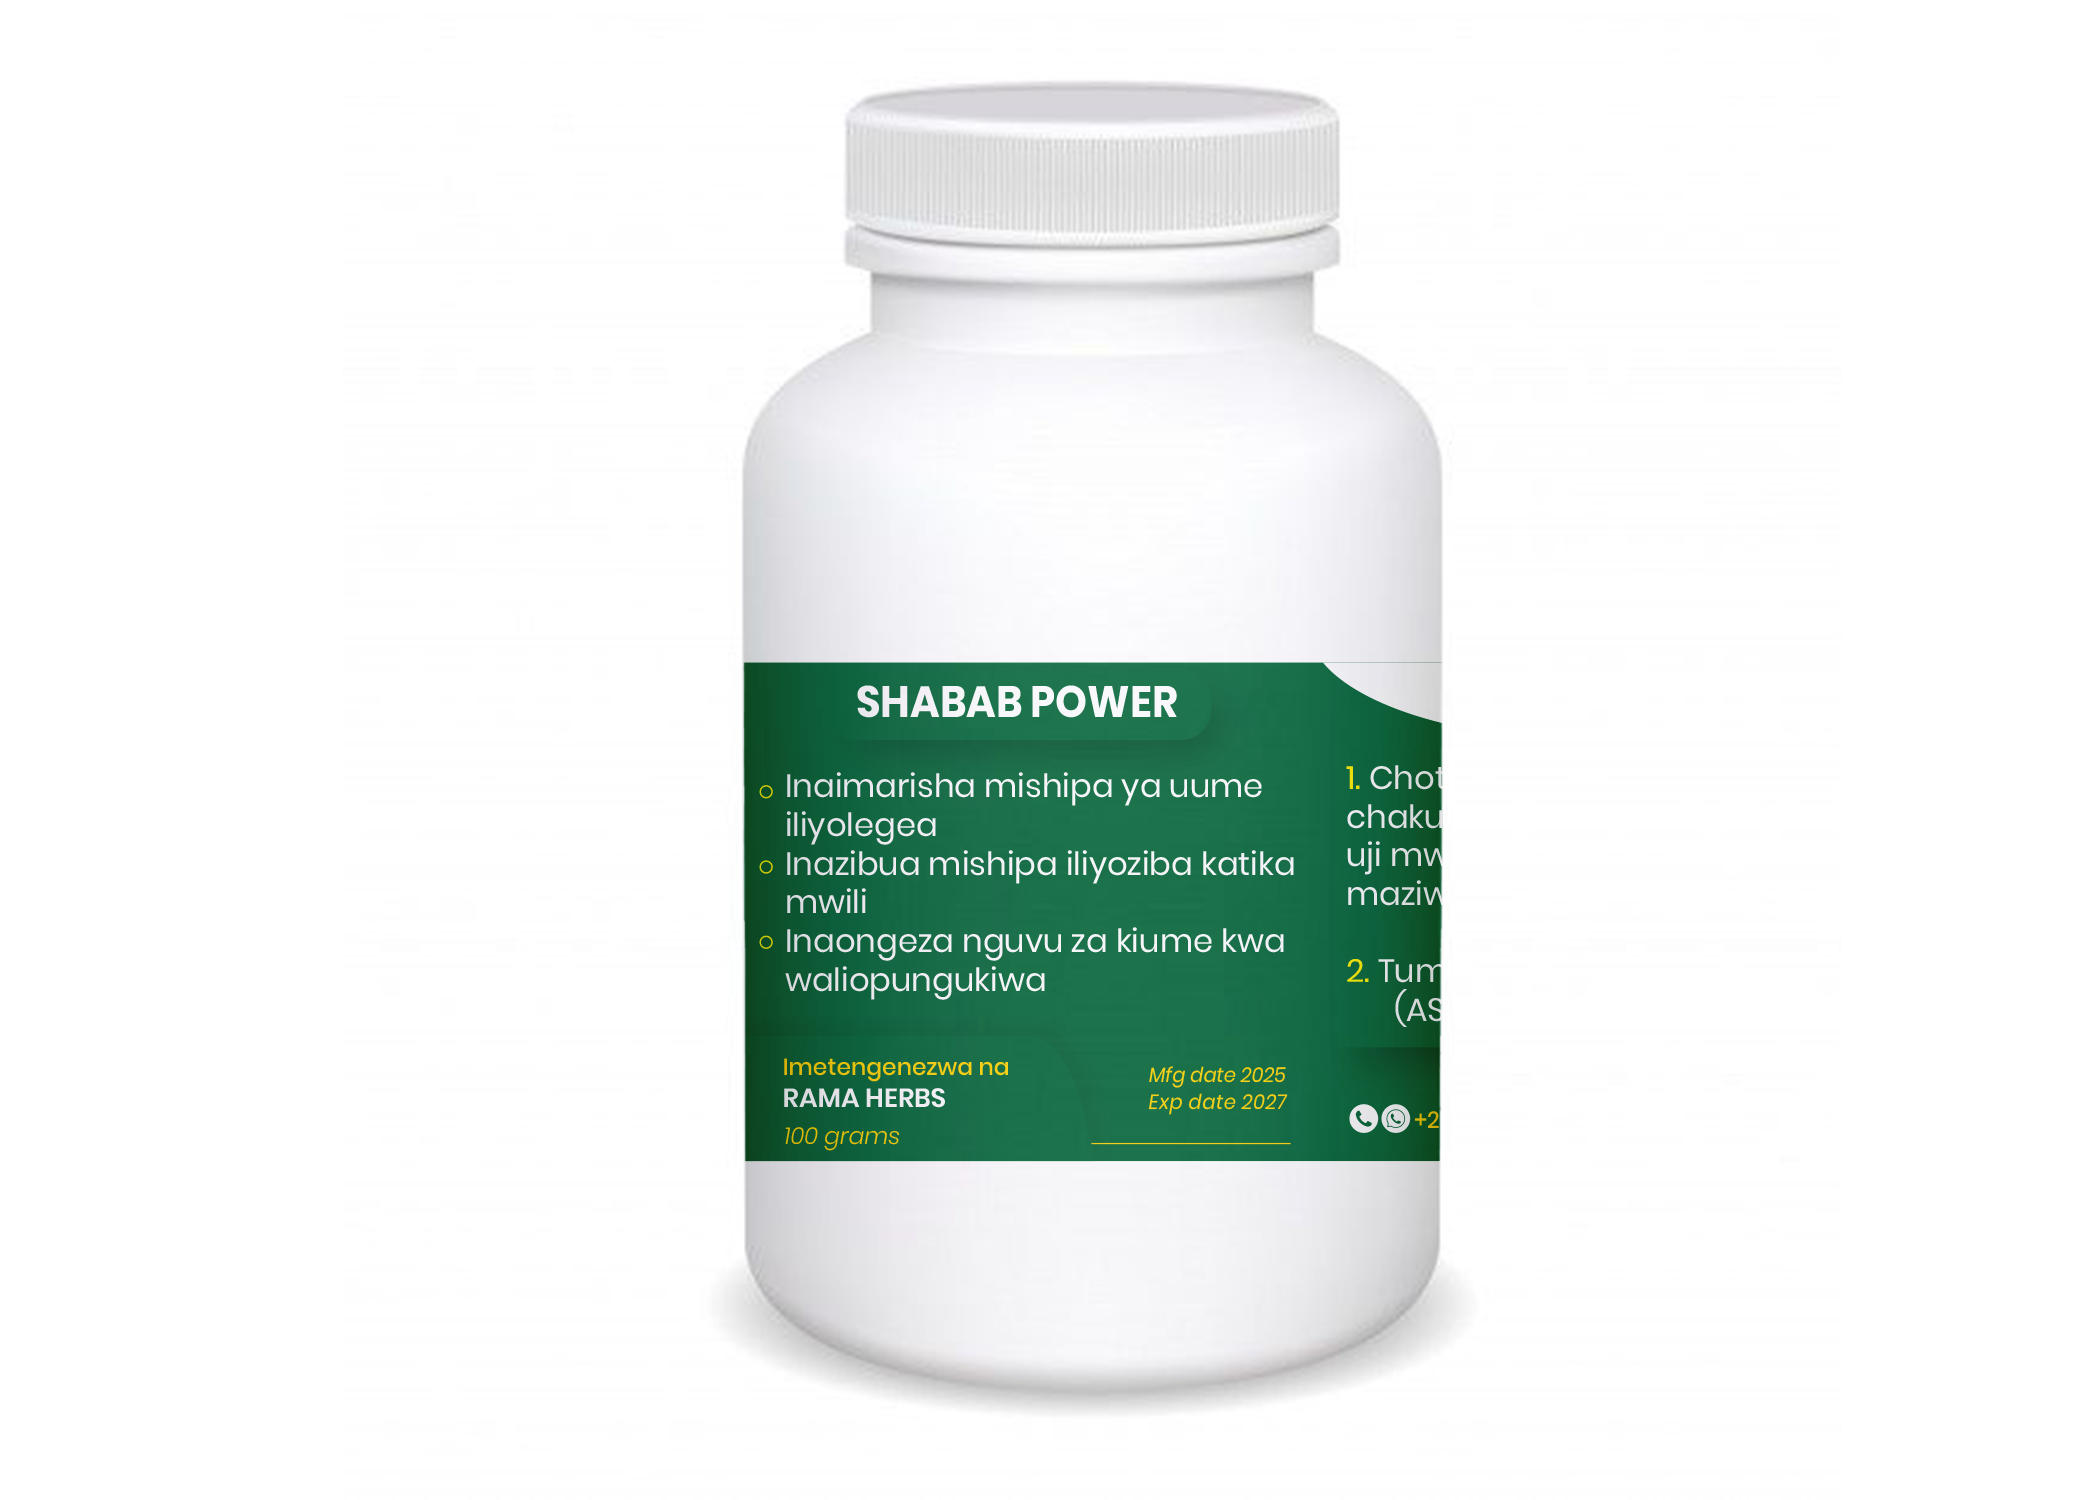 SHABAB POWER
Inaimarisha mishipa ya uume
iliyolegea
Inazibua mishipa iliyoziba katika
mwili
Inaongeza nguvu za kiume kwa
waliopungukiwa
Imetengenezwa na
RAMA HERBS
100 grams
Mfg date 2025
Exp date 2027
1.
uji
2.